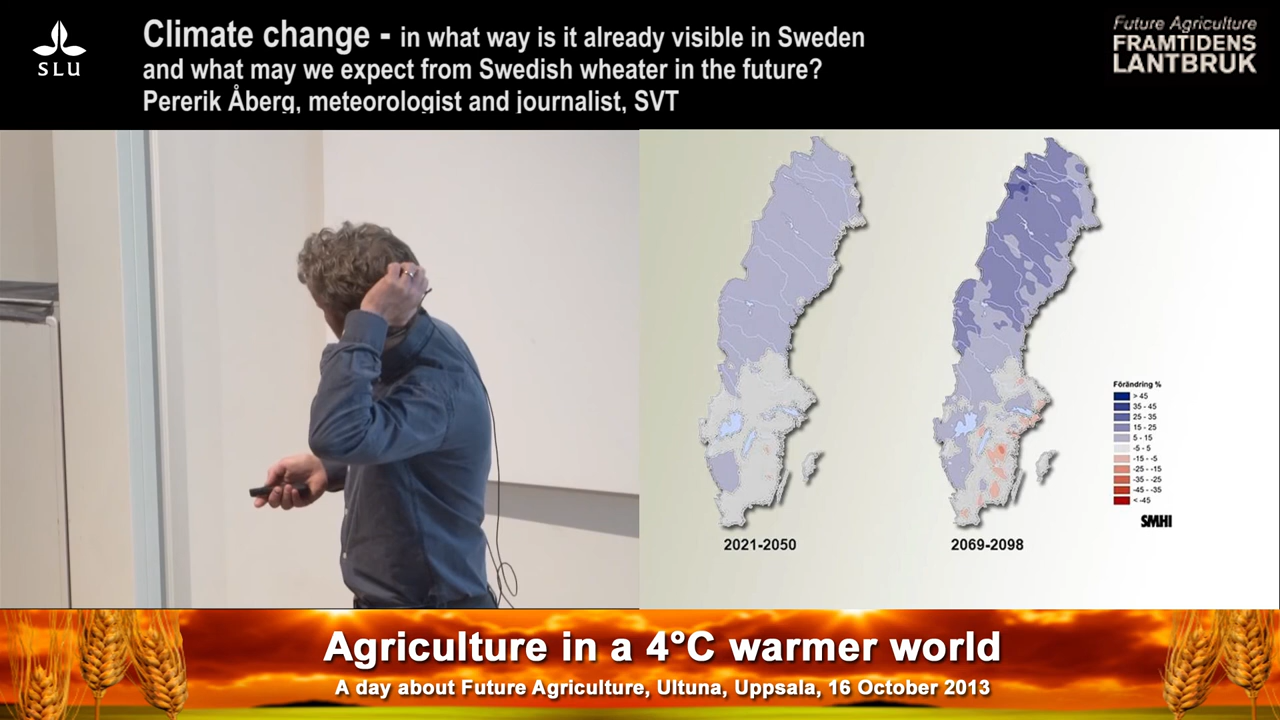 SLU
Climate change - in what way is it already visible in Sweden
and what may we expect from Swedish wheater in the future?
Pererik Åberg, meteorologist and journalist, SVT
Future Agriculture
FRAMTIDENS
LANTBRUK
Förändring %
> 45
35 - 45
25 - 35
15 - 25
5 - 15
-5 - 5
-15 - -5
-25 - -15
-35 - -25
-45 - -35
< -45
SMHI
2021-2050
2069-2098
Agriculture in a 4°C warmer world
A day about Future Agriculture, Ultuna, Uppsala, 16 October 2013